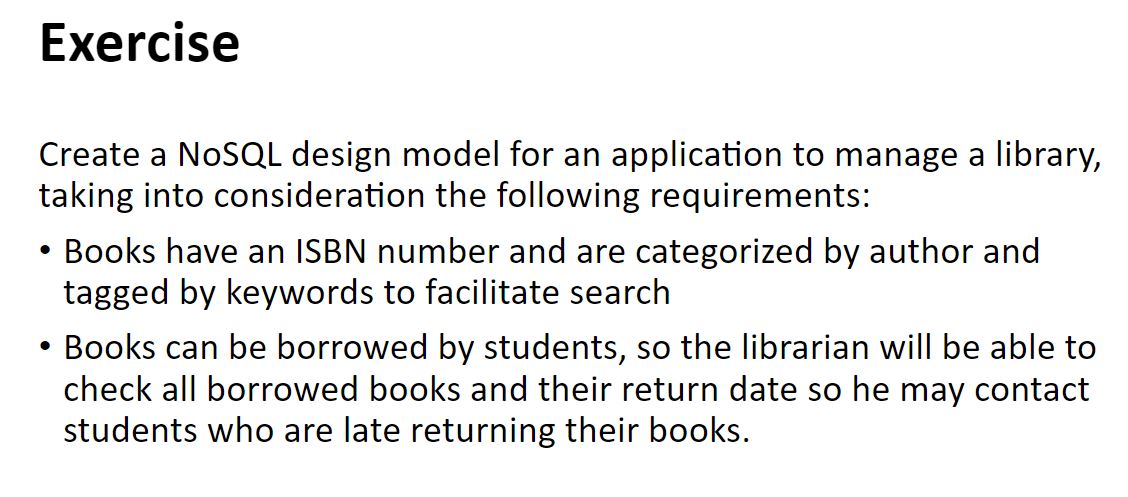 Exercise
Create a NoSQL design model for an application to manage a library,
taking into consideration the following requirements:
• Books have an ISBN number and are categorized by author and
tagged by keywords to facilitate search
• Books can be borrowed by students, so the librarian will be able to
check all borrowed books and their return date so he may contact
students who are late returning their books.